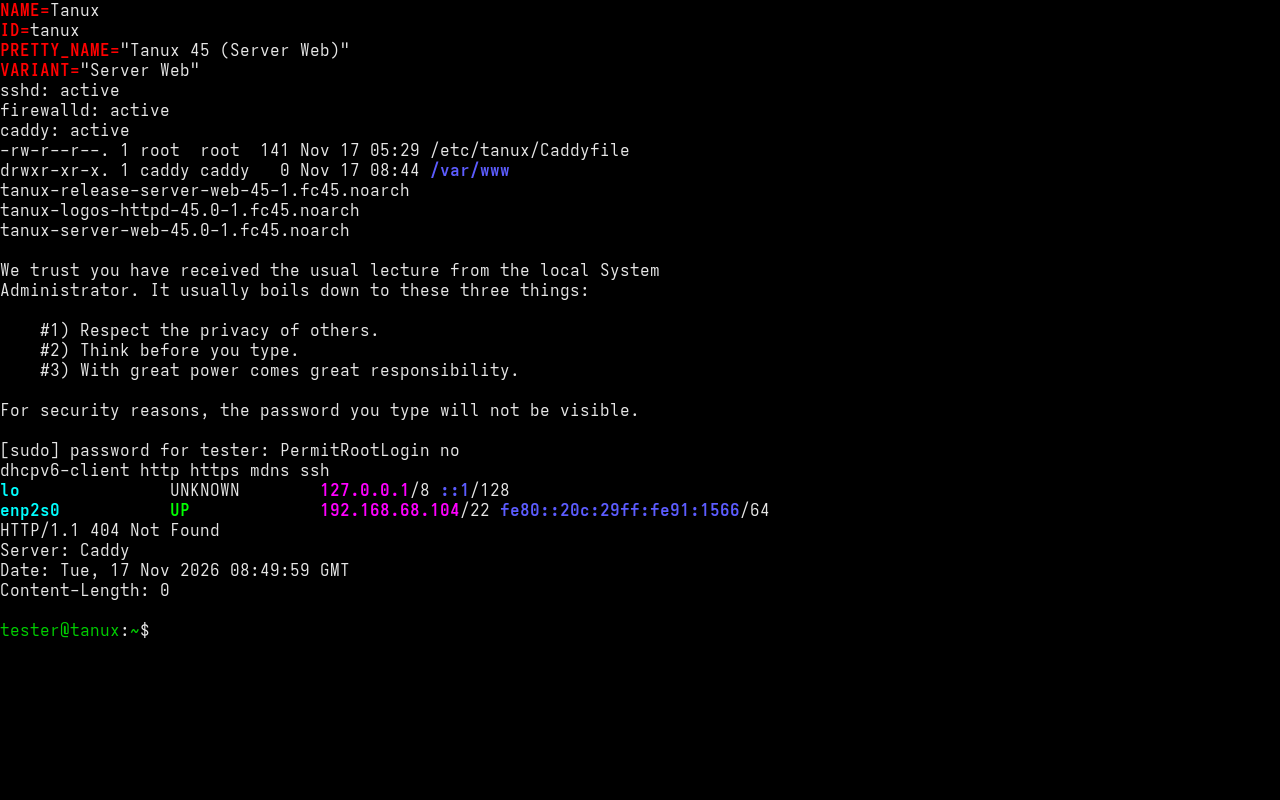 NAME=Tanux
ID=tanux
PRETTY_NAME="Tanux 45 (Server Web)"
VARIANT="Server Web"
sshd: active
firewalld: active
caddy: active
-rw-r--r--. 1 root  root  141 Nov 17 05:29 /etc/tanux/Caddyfile
drwxr-xr-x. 1 caddy caddy   0 Nov 17 08:44 /var/www
tanux-release-server-web-45-1.fc45.noarch
tanux-logos-httpd-45.0-1.fc45.noarch
tanux-server-web-45.0-1.fc45.noarch

We trust you have received the usual lecture from the local System
Administrator. It usually boils down to these three things:

    #1) Respect the privacy of others.
    #2) Think before you type.
    #3) With great power comes great responsibility.

For security reasons, the password you type will not be visible.

[sudo] password for tester: PermitRootLogin no
dhcpv6-client http https mdns ssh
lo               UNKNOWN        127.0.0.1/8 ::1/128
enp2s0           UP             192.168.68.104/22 fe80::20c:29ff:fe91:1566/64
HTTP/1.1 404 Not Found
Server: Caddy
Date: Tue, 17 Nov 2026 08:49:59 GMT
Content-Length: 0

tester@tanux:~$